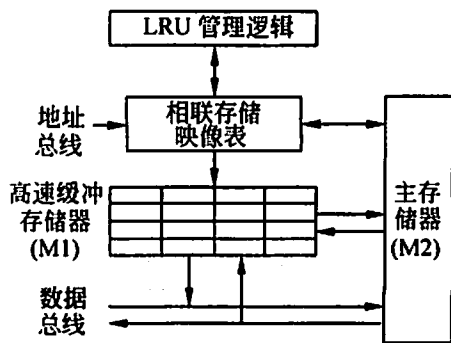 LRU 管理逻辑
相联存储
映像表
地址
总线
高速缓冲
存储器
(M1)
主存
储器
(M2)
数据
总线